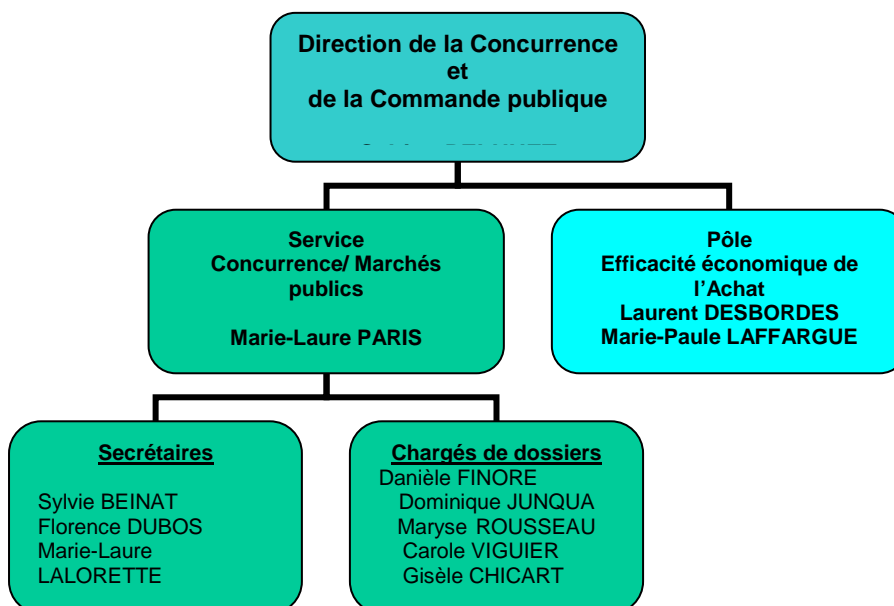 Direction de la Concurrence
et
de la Commande publique
Service
Concurrence/ Marchés
publics
Marie-Laure PARIS
Pôle
Efficacité économique de
l’Achat
Laurent DESBORDES
Marie-Paule LAFFARGUE
Secrétaires
Sylvie BEINAT
Florence DUBOS
Marie-Laure
LALORETTE
Chargés de dossiers
Danièle FINORE
Dominique JUNQUA
Maryse ROUSSEAU
Carole VIGUIER
Gisèle CHICART